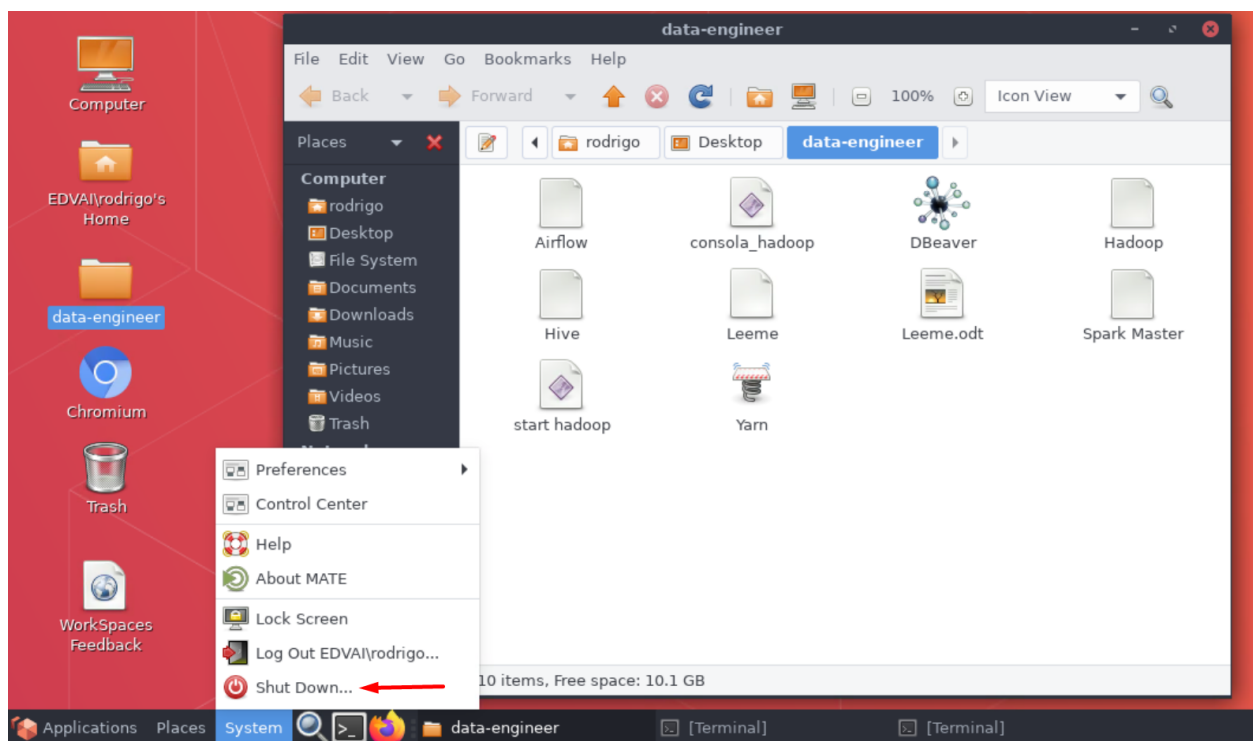 data-engineer
File Edit View Go Bookmarks Help
Back Forward 100% Icon View
Places rodrigo Desktop data-engineer
Computer
EDVAI\rodrigo's
Home
data-engineer
Chromium
Trash
WorkSpaces
Feedback
Computer
rodrigo
Desktop
File System
Documents
Downloads
Music
Pictures
Videos
Trash
Airflow consola_hadoop DBeaver Hadoop
Hive Leeme Leeme.odt Spark Master
start hadoop Yarn
Preferences
Control Center
Help
About MATE
Lock Screen
Log Out EDVAI\rodrigo...
Shut Down...
10 items, Free space: 10.1 GB
Applications Places System data-engineer [Terminal] [Terminal]